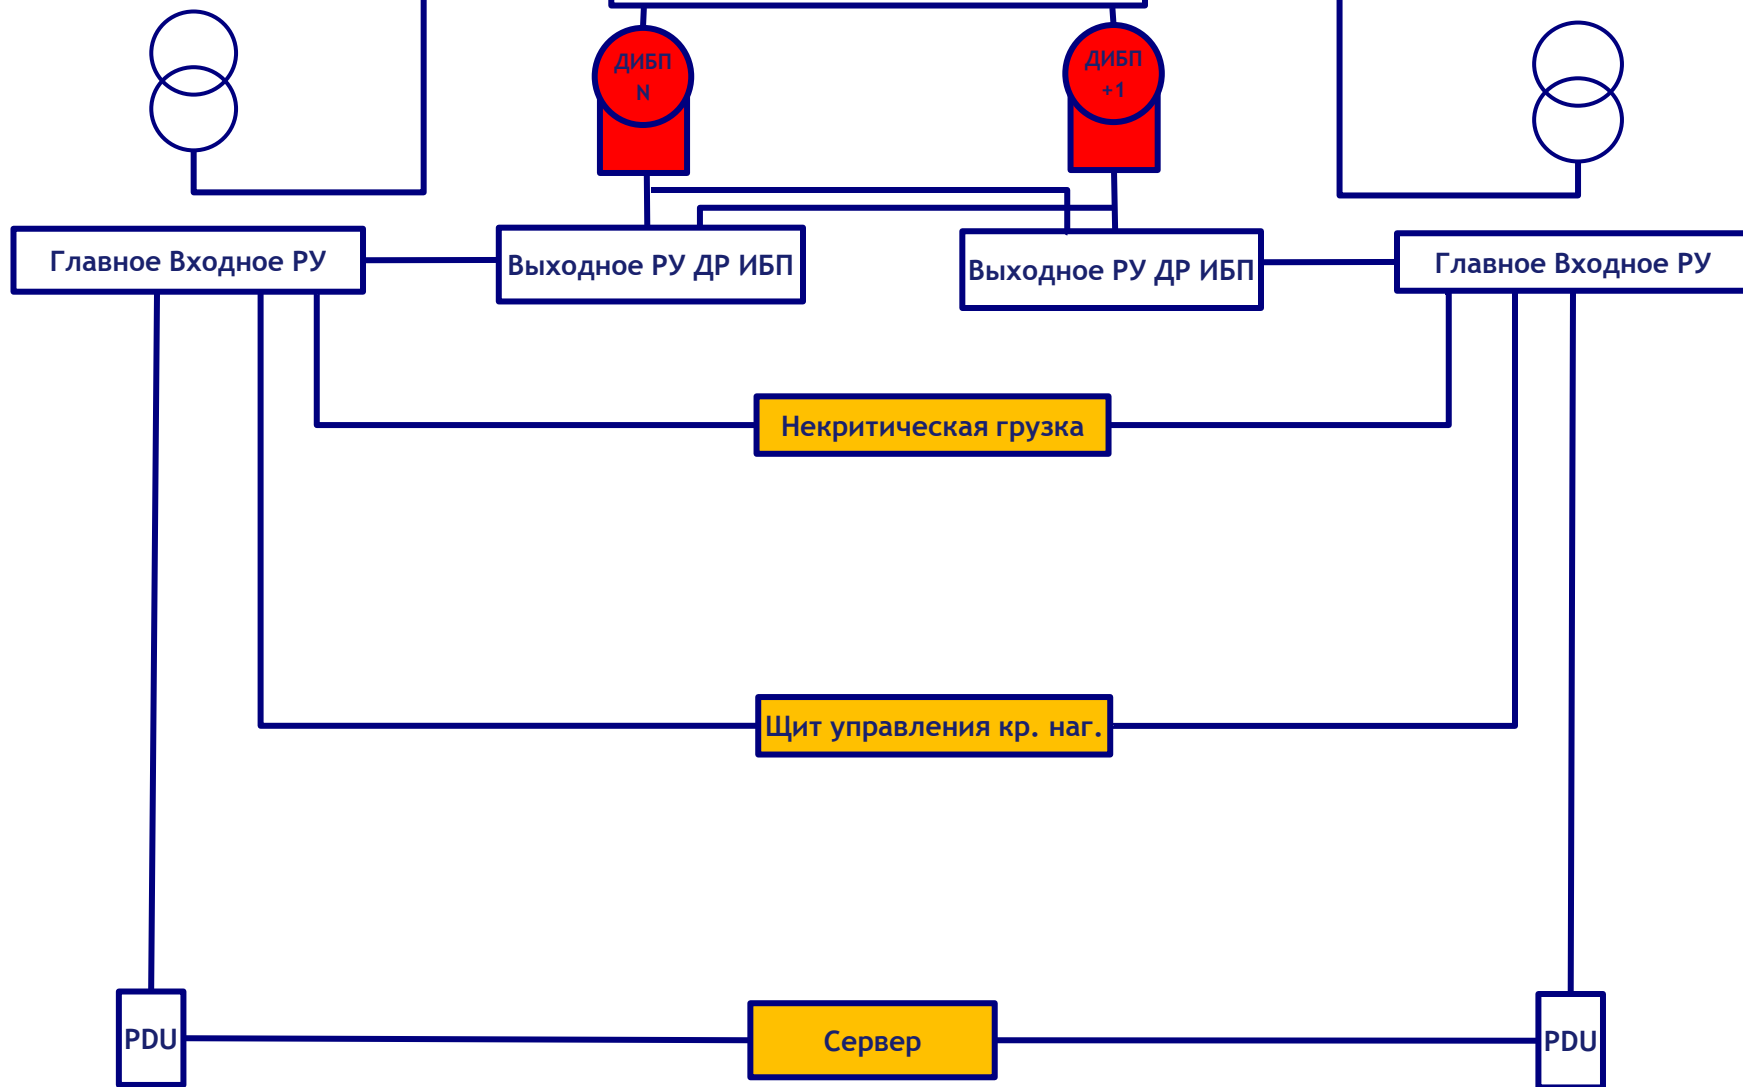 ДИБП
N
ДИБП
+1
Главное Входное РУ
Выходное РУ ДР ИБП
Выходное РУ ДР ИБП
Главное Входное РУ
Некритическая грузка
Щит управления кр. наг.
PDU
Сервер
PDU